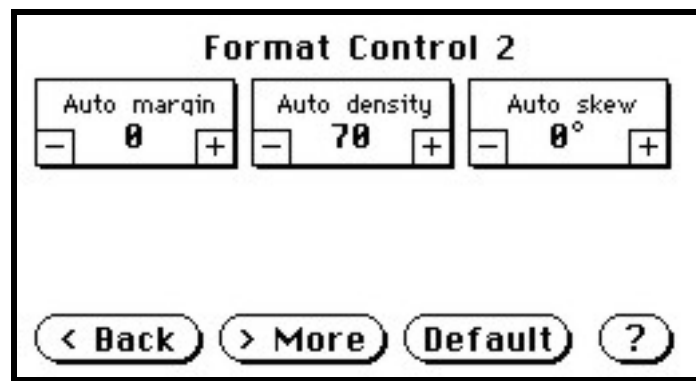 Format Control 2
Auto margin Auto density Auto skew
- 0 + - 70 + - 0° +
< Back > More Default ?